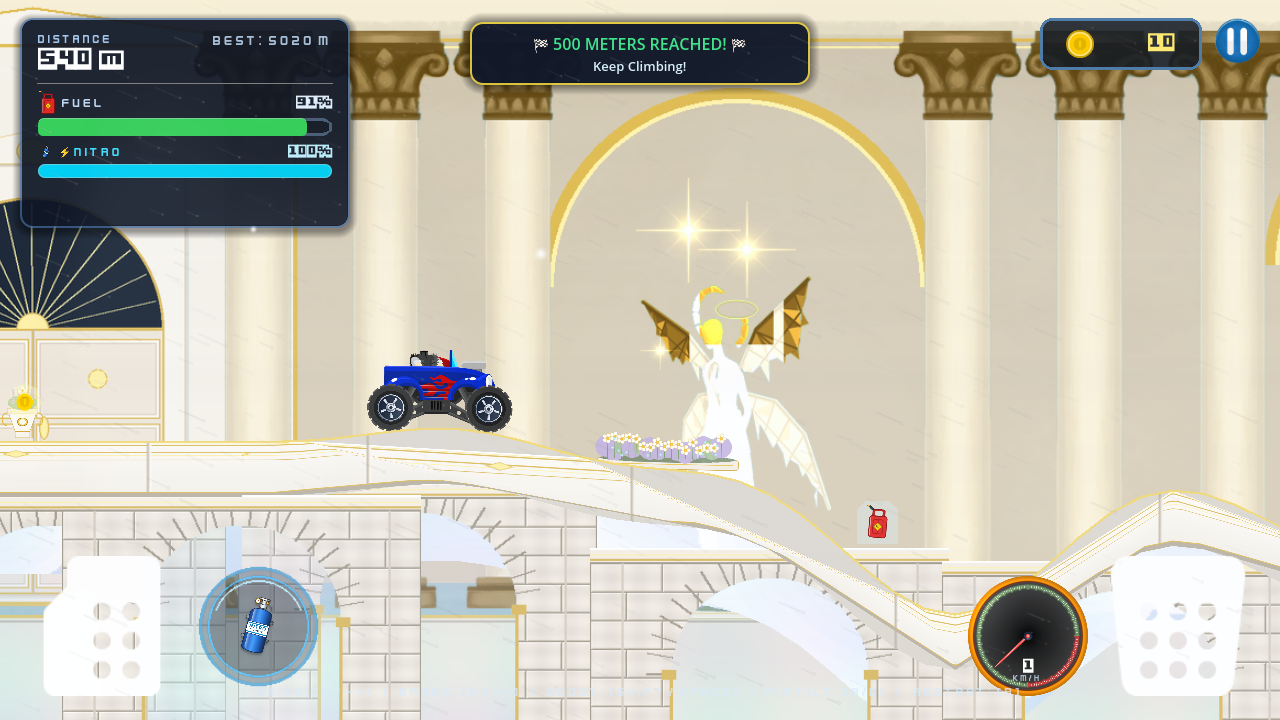 DISTANCE
BEST: 5020 M
540 m
FUEL
91%
NITRO
100%
500 METERS REACHED!
Keep Climbing!
10
1
KM/H